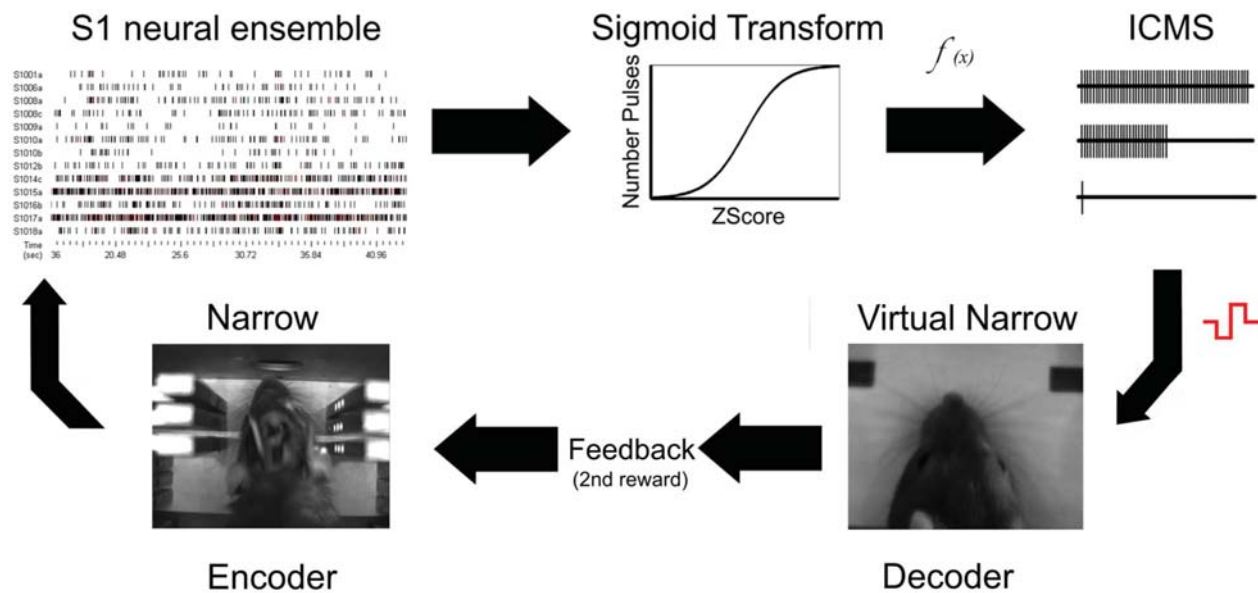 S1 neural ensemble
S1001a
S1006a
S1008a
S1008c
S1009a
S1010a
S1010b
S1012b
S1014c
S1015a
S1016b
S1017a
S1018a
Time
(sec)
36 20.48 25.6 30.72 35.84 40.96
Sigmoid Transform
Number Pulses
ZScore
f (x)
ICMS
Narrow
Virtual Narrow
Feedback
(2nd reward)
Encoder
Decoder